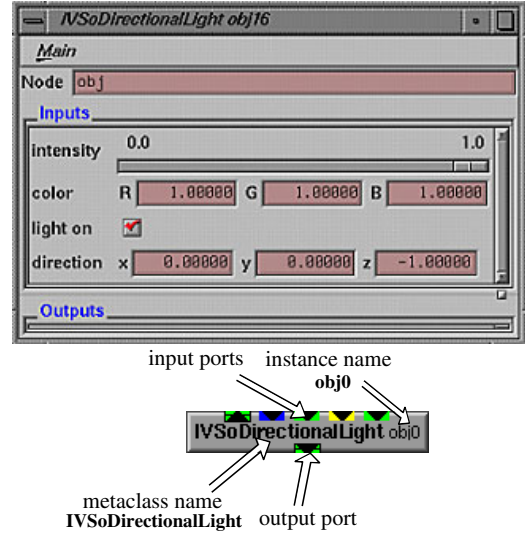 IVSoDirectionalLight obj16
Main
Node obj
Inputs
intensity 0.0 1.0
color R 1.00000 G 1.00000 B 1.00000
light on
direction x 0.00000 y 0.00000 z -1.00000
Outputs
input ports instance name
obj0
IVSoDirectionalLight obj0
metaclass name
IVSoDirectionalLight output port